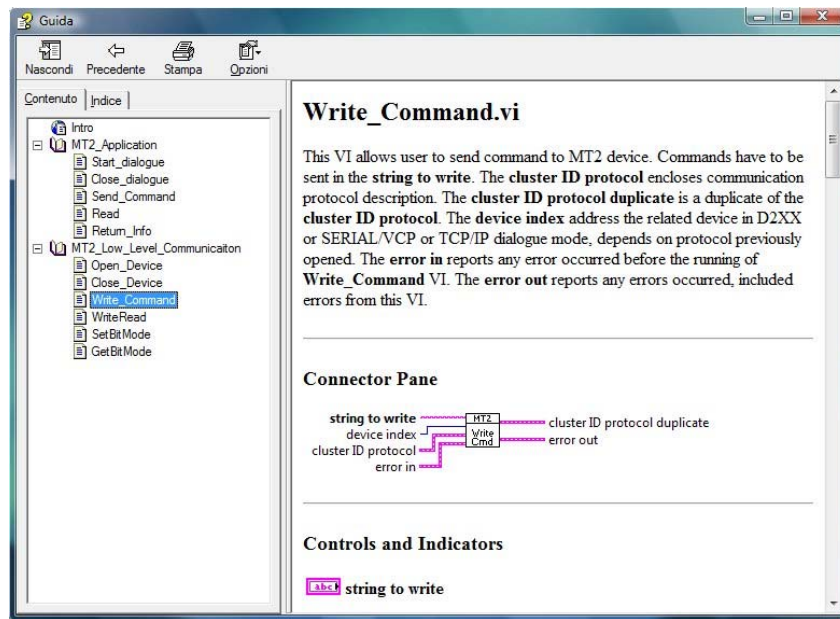 Guida
Nascondi Precedente Stampa Opzioni
Contenuto Indice
Intro
MT2_Application
Start_dialogue
Close_dialogue
Send_Command
Read
Return_Info
MT2_Low_Level_Communicaiton
Open_Device
Close_Device
Write_Command
WriteRead
SetBitMode
GetBitMode
Write_Command.vi
This VI allows user to send command to MT2 device. Commands have to be
sent in the string to write. The cluster ID protocol encloses communication
protocol description. The cluster ID protocol duplicate is a duplicate of the
cluster ID protocol. The device index address the related device in D2XX
or SERIAL/VCP or TCP/IP dialogue mode, depends on protocol previously
opened. The error in reports any error occurred before the running of
Write_Command VI. The error out reports any errors occurred, included
errors from this VI.
Connector Pane
string to write
device index
cluster ID protocol
error in
MT2
Write
Cmd
cluster ID protocol duplicate
error out
Controls and Indicators
abc string to write